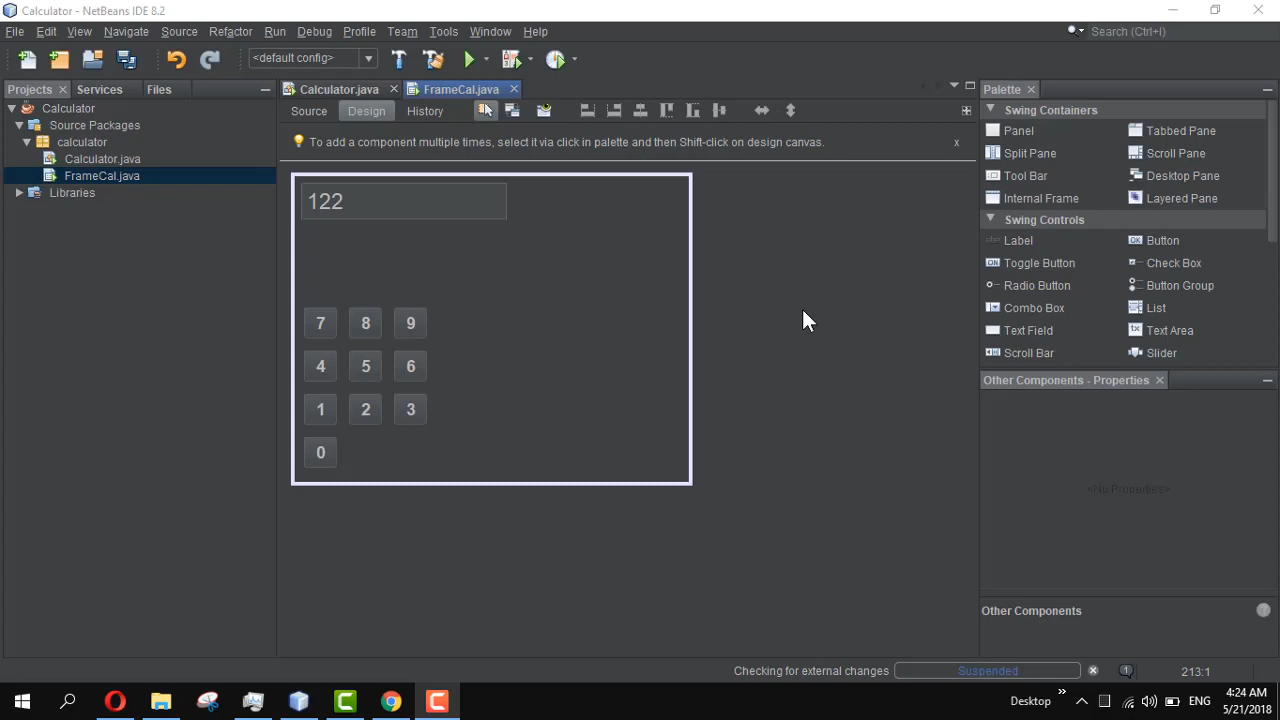 Calculator - NetBeans IDE 8.2
File Edit View Navigate Source Refactor Run Debug Profile Team Tools Window Help
Search (Ctrl+I)
<default config>
Projects Services Files
Calculator
Source Packages
calculator
Calculator.java
FrameCal.java
Libraries
Calculator.java FrameCal.java
Source Design History
To add a component multiple times, select it via click in palette and then Shift-click on design canvas. x
122
7 8 9
4 5 6
1 2 3
0
Palette
Swing Containers
Panel Tabbed Pane
Split Pane Scroll Pane
Tool Bar Desktop Pane
Internal Frame Layered Pane
Swing Controls
Label Button
Toggle Button Check Box
Radio Button Button Group
Combo Box List
Text Field Text Area
Scroll Bar Slider
Other Components - Properties
<No Properties>
Other Components
Checking for external changes Suspended 1 213:1
Desktop ENG 4:24 AM
5/21/2018